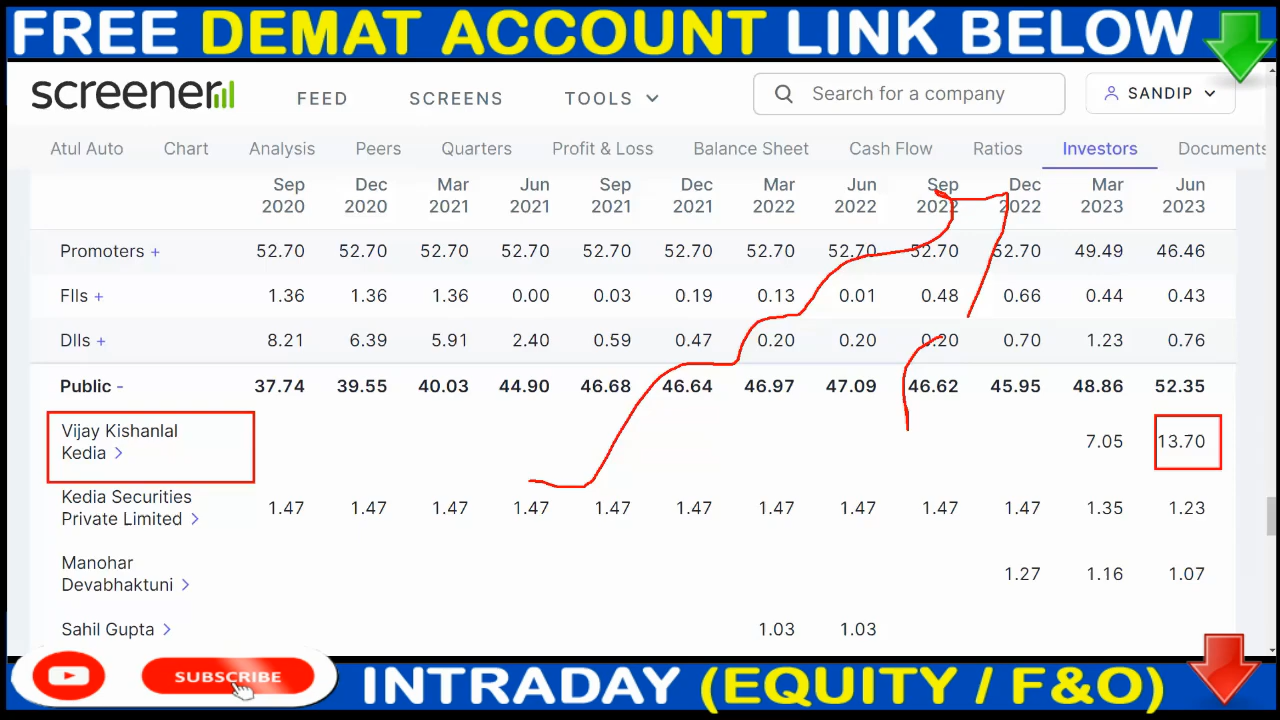 FREE DEMAT ACCOUNT LINK BELOW
screener
FEED SCREENS TOOLS
Search for a company
SANDIP
Atul Auto Chart Analysis Peers Quarters Profit & Loss Balance Sheet Cash Flow Ratios Investors Documents
Sep Dec Mar Jun Sep Dec Mar Jun Sep Dec Mar Jun
2020 2020 2021 2021 2021 2021 2022 2022 2022 2022 2023 2023
Promoters + 52.70 52.70 52.70 52.70 52.70 52.70 52.70 52.70 52.70 52.70 49.49 46.46
FIIs + 1.36 1.36 1.36 0.00 0.03 0.19 0.13 0.01 0.48 0.66 0.44 0.43
DIIs + 8.21 6.39 5.91 2.40 0.59 0.47 0.20 0.20 0.20 0.70 1.23 0.76
Public - 37.74 39.55 40.03 44.90 46.68 46.64 46.97 47.09 46.62 45.95 48.86 52.35
Vijay Kishanlal
Kedia > 7.05 13.70
Kedia Securities
Private Limited > 1.47 1.47 1.47 1.47 1.47 1.47 1.47 1.47 1.47 1.47 1.35 1.23
Manohar
Devabhaktuni > 1.27 1.16 1.07
Sahil Gupta > 1.03 1.03
SUBSCRIBE
INTRADAY (EQUITY / F&O)